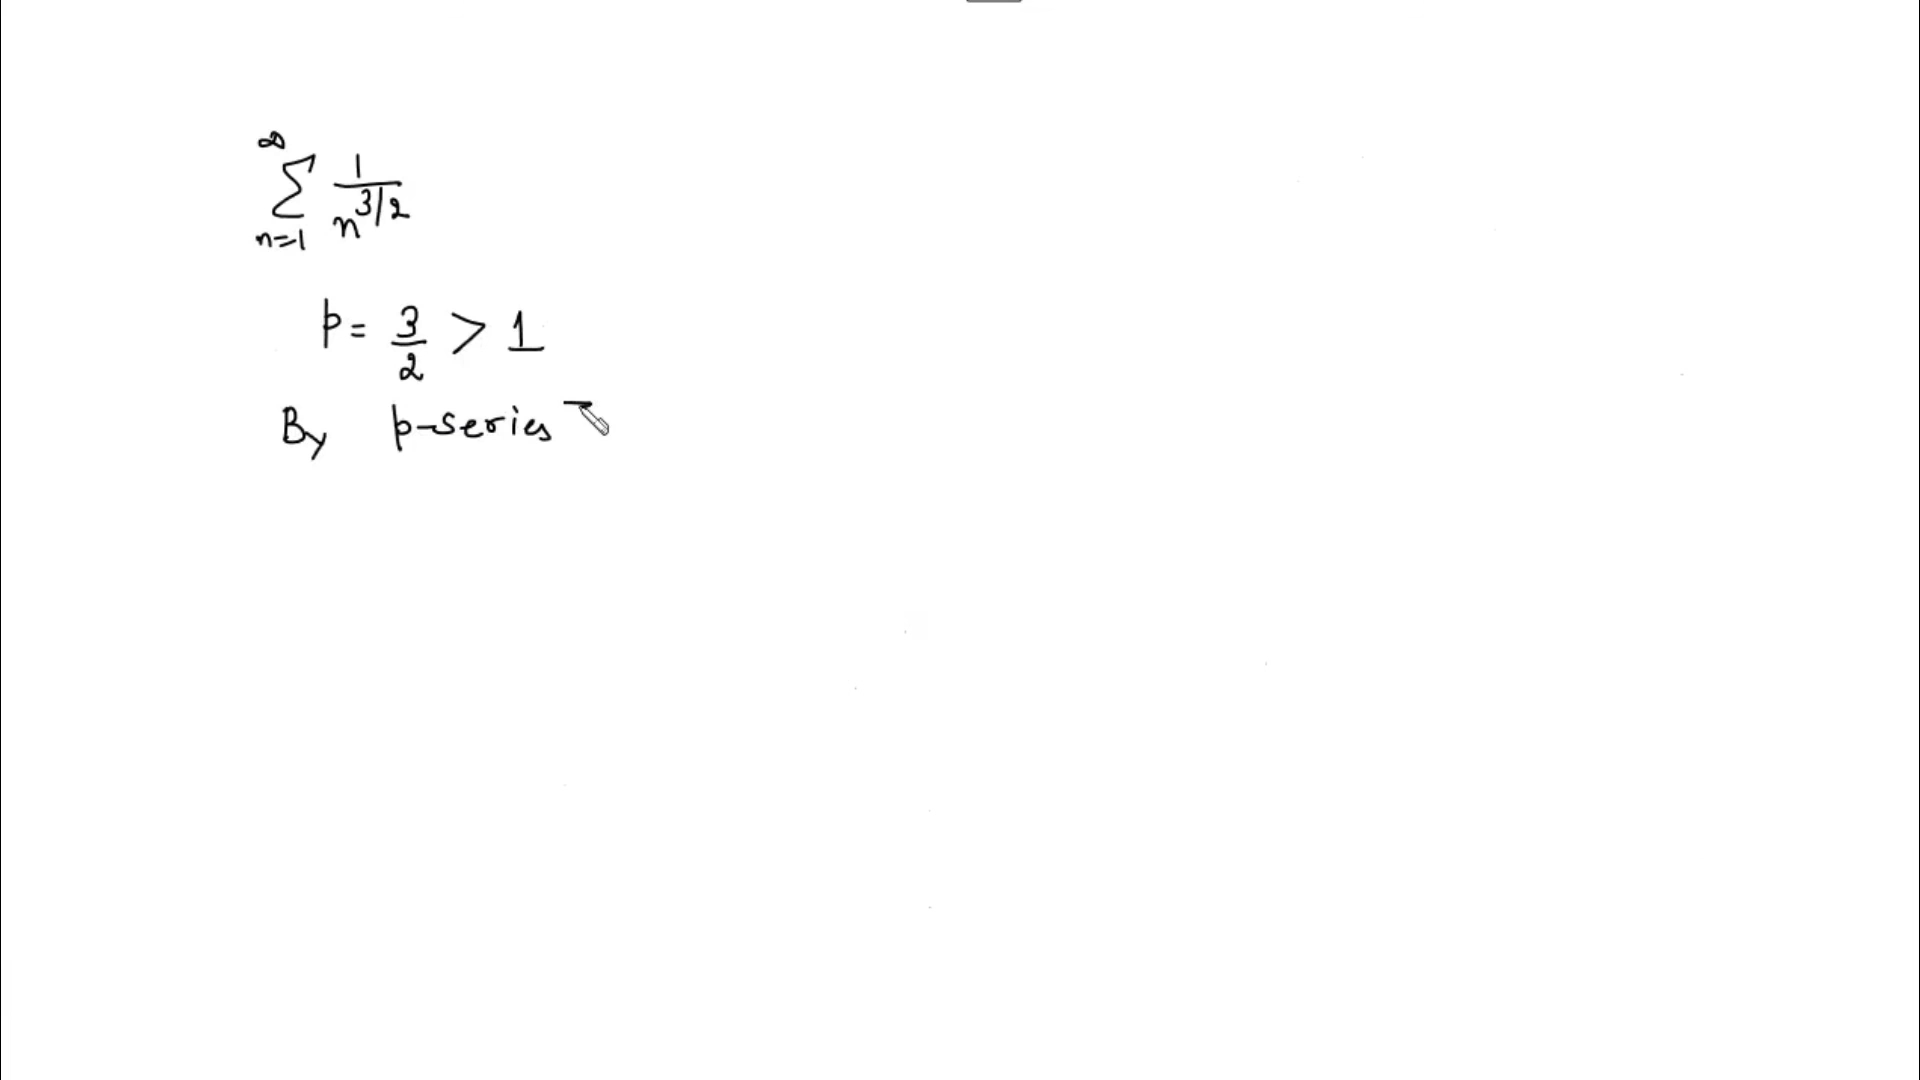 ∞
∑ 1/n^{3/2}
n=1
p = 3/2 > 1
By p-series